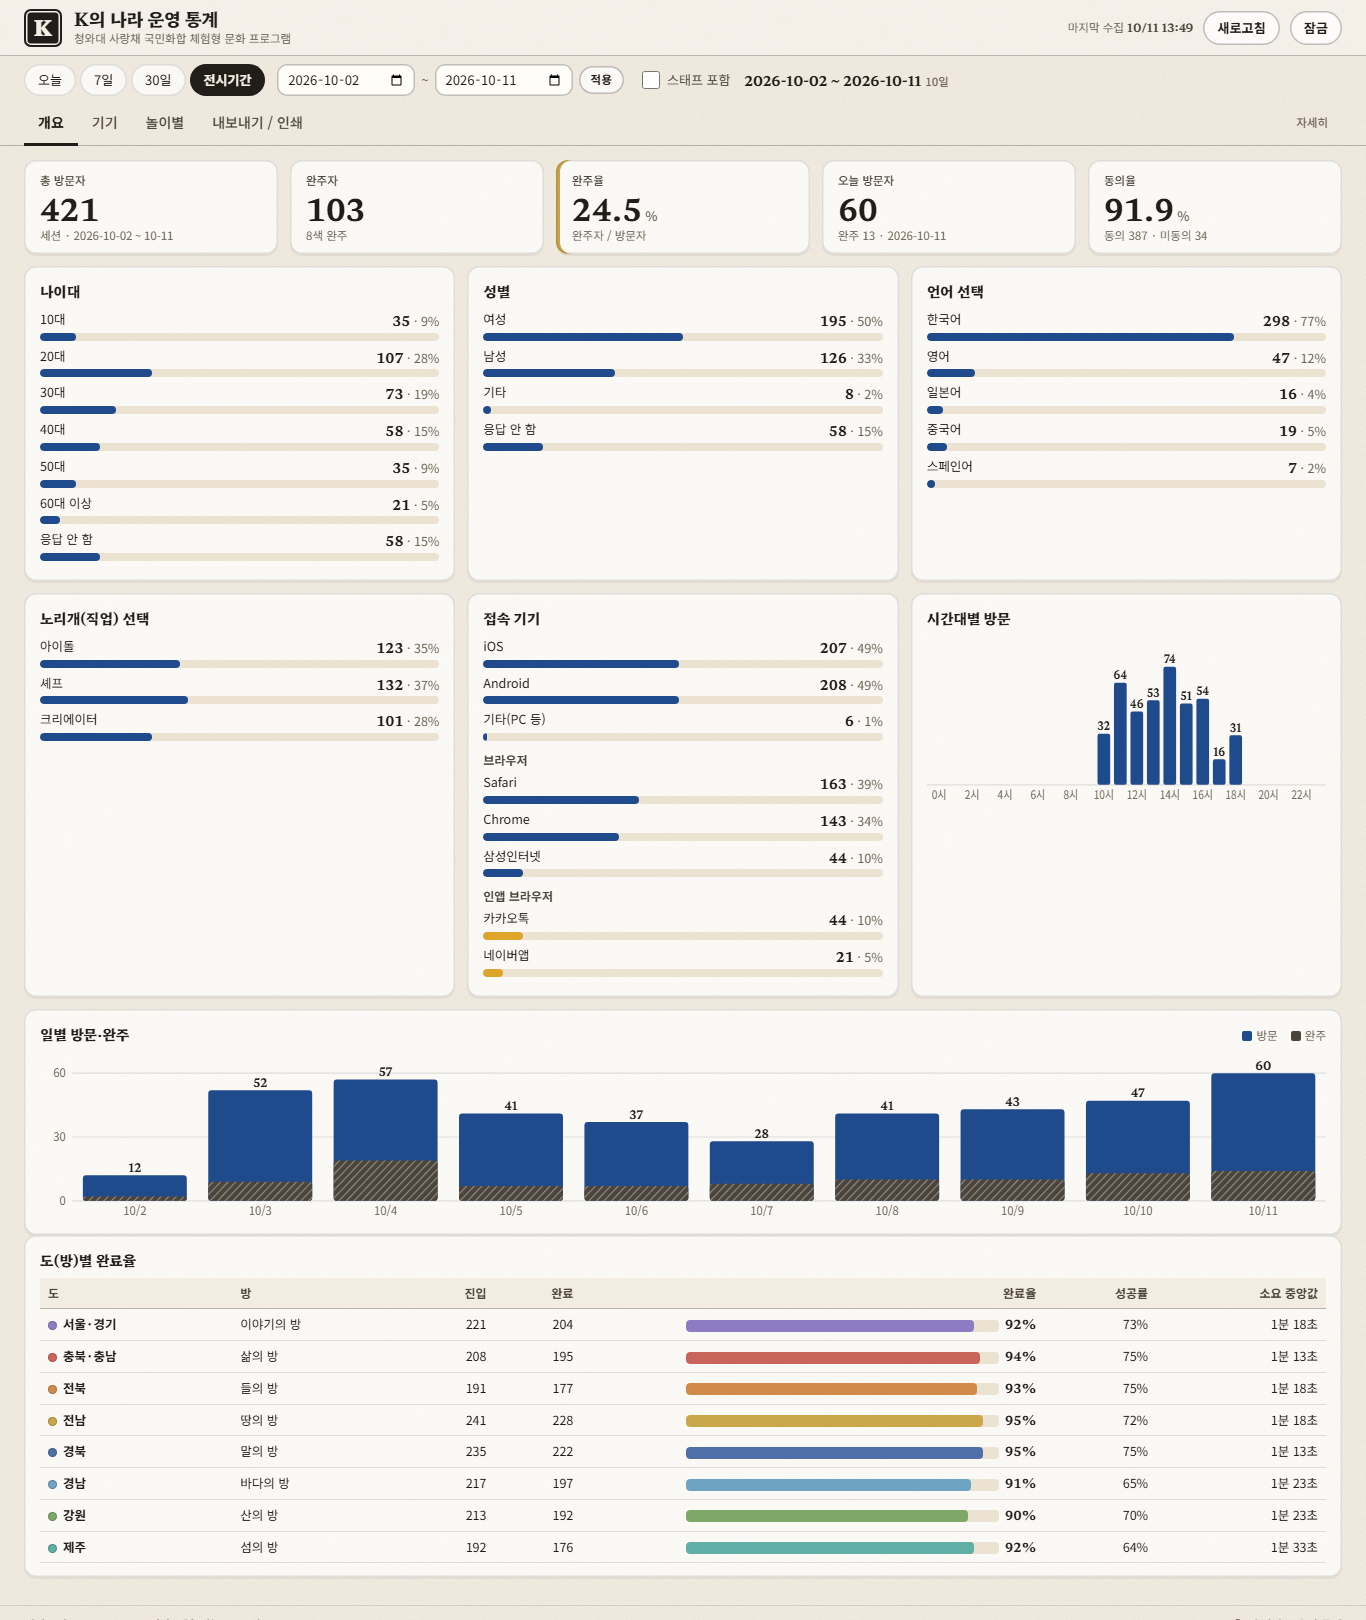 K
K의 나라 운영 통계
청와대 사랑채 국민화합 체험형 문화 프로그램
마지막 수집 10/11 13:49
새로고침
잠금
오늘
7일
30일
전시기간
2026-10-02
~
2026-10-11
적용
스태프 포함
2026-10-02 ~ 2026-10-11 10일
개요
기기
놀이별
내보내기 / 인쇄
자세히
총 방문자
421
세션 · 2026-10-02 ~ 10-11
완주자
103
8색 완주
완주율
24.5 %
완주자 / 방문자
오늘 방문자
60
완주 13 · 2026-10-11
동의율
91.9 %
동의 387 · 미동의 34
나이대
10대 35 · 9%
20대 107 · 28%
30대 73 · 19%
40대 58 · 15%
50대 35 · 9%
60대 이상 21 · 5%
응답 안 함 58 · 15%
성별
여성 195 · 50%
남성 126 · 33%
기타 8 · 2%
응답 안 함 58 · 15%
언어 선택
한국어 298 · 77%
영어 47 · 12%
일본어 16 · 4%
중국어 19 · 5%
스페인어 7 · 2%
노리개(직업) 선택
아이돌 123 · 35%
셰프 132 · 37%
크리에이터 101 · 28%
접속 기기
iOS 207 · 49%
Android 208 · 49%
기타(PC 등) 6 · 1%
브라우저
Safari 163 · 39%
Chrome 143 · 34%
삼성인터넷 44 · 10%
인앱 브라우저
카카오톡 44 · 10%
네이버앱 21 · 5%
시간대별 방문
32 64 46 53 74 51 54 16 31
0시 2시 4시 6시 8시 10시 12시 14시 16시 18시 20시 22시
일별 방문·완주
방문 완주
60
30
0
12 52 57 41 37 28 41 43 47 60
10/2 10/3 10/4 10/5 10/6 10/7 10/8 10/9 10/10 10/11
도(방)별 완료율
도 방 진입 완료 완료율 성공률 소요 중앙값
서울·경기 이야기의 방 221 204 92% 73% 1분 18초
충북·충남 삶의 방 208 195 94% 75% 1분 13초
전북 들의 방 191 177 93% 75% 1분 18초
전남 땅의 방 241 228 95% 72% 1분 18초
경북 말의 방 235 222 95% 75% 1분 13초
경남 바다의 방 217 197 91% 65% 1분 23초
강원 산의 방 213 192 90% 70% 1분 23초
제주 섬의 방 192 176 92% 64% 1분 33초